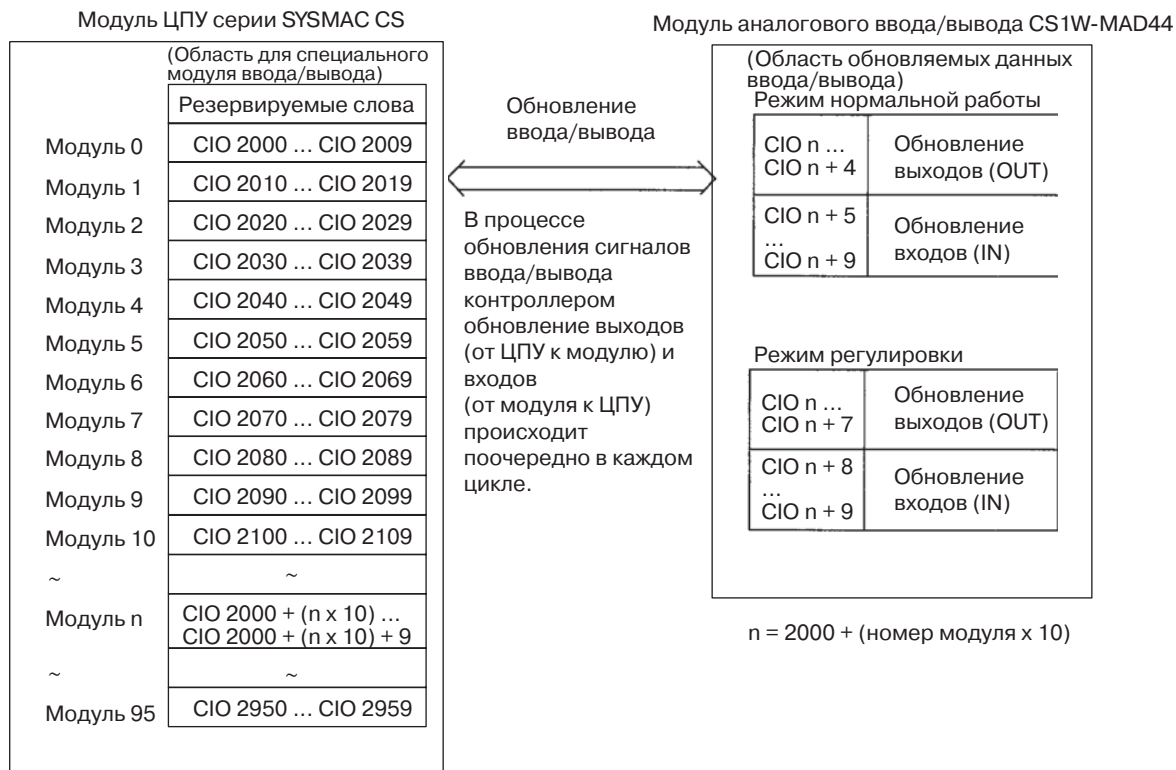 Модуль ЦПУ серии SYSMAC CS
(Область для специального
модуля ввода/вывода)
Резервируемые слова
Модуль 0 CIO 2000 ... CIO 2009
Модуль 1 CIO 2010 ... CIO 2019
Модуль 2 CIO 2020 ... CIO 2029
Модуль 3 CIO 2030 ... CIO 2039
Модуль 4 CIO 2040 ... CIO 2049
Модуль 5 CIO 2050 ... CIO 2059
Модуль 6 CIO 2060 ... CIO 2069
Модуль 7 CIO 2070 ... CIO 2079
Модуль 8 CIO 2080 ... CIO 2089
Модуль 9 CIO 2090 ... CIO 2099
Модуль 10 CIO 2100 ... CIO 2109
~ ~
Модуль n CIO 2000 + (n x 10) ...
CIO 2000 + (n x 10) + 9
~ ~
Модуль 95 CIO 2950 ... CIO 2959
Обновление
ввода/вывода
В процессе
обновления сигналов
ввода/вывода
контроллером
обновление выходов
(от ЦПУ к модулю) и
входов
(от модуля к ЦПУ)
происходит
поочередно в каждом
цикле.
Модуль аналогового ввода/вывода CS1W-MAD44
(Область обновляемых данных
ввода/вывода)
Режим нормальной работы
CIO n ... Обновление
CIO n + 4 выходов (OUT)
CIO n + 5 Обновление
... входов (IN)
CIO n + 9
Режим регулировки
CIO n ... Обновление
CIO n + 7 выходов (OUT)
CIO n + 8 Обновление
... входов (IN)
CIO n + 9
n = 2000 + (номер модуля x 10)